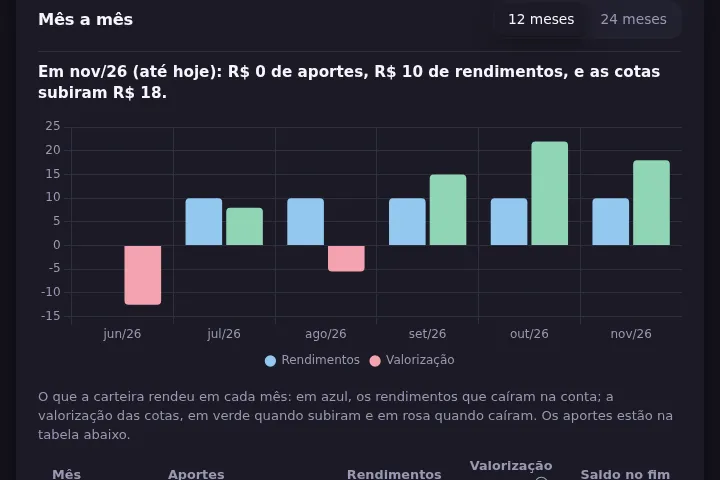 Mês a mês
12 meses
24 meses
Em nov/26 (até hoje): R$ 0 de aportes, R$ 10 de rendimentos, e as cotas
subiram R$ 18.
25
20
15
10
5
0
-5
-10
-15
jun/26
jul/26
ago/26
set/26
out/26
nov/26
Rendimentos
Valorização
O que a carteira rendeu em cada mês: em azul, os rendimentos que caíram na conta; a
valorização das cotas, em verde quando subiram e em rosa quando caíram. Os aportes estão na
tabela abaixo.
Mês
Aportes
Rendimentos
Valorização
Saldo no fim